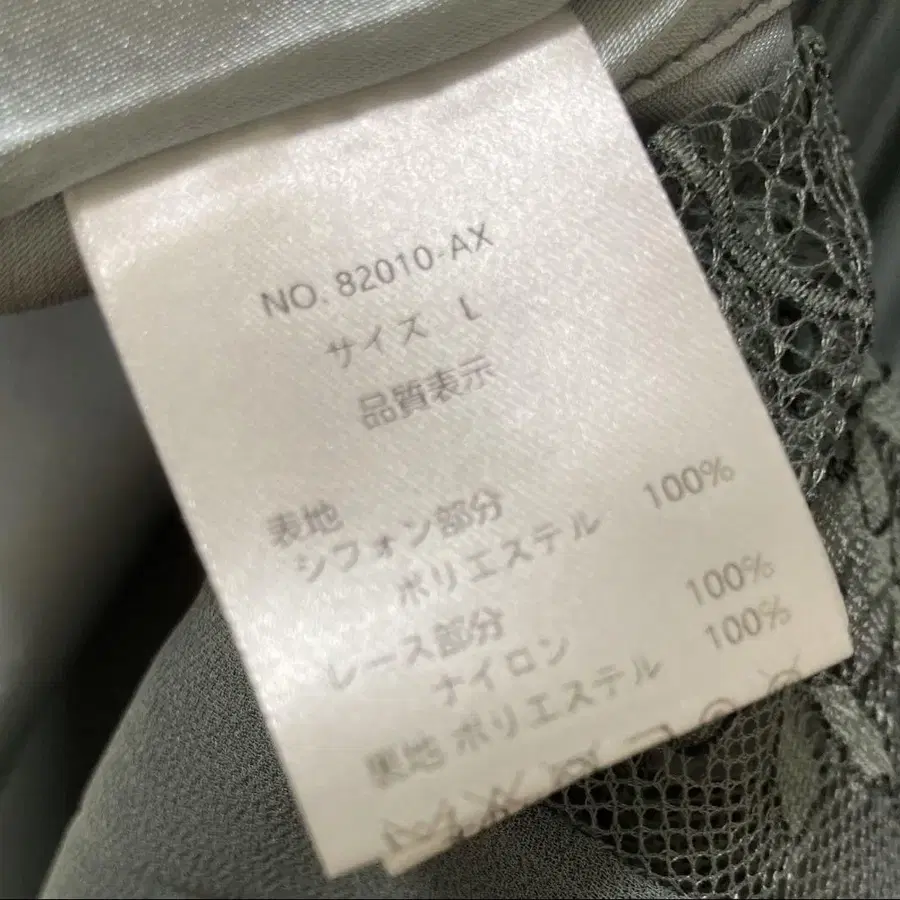 NO. 82010-AX
サイズ L
品質表示
表地
シフォン部分
ポリエステル 100%
レース部分
ナイロン 100%
裏地 ポリエステル 100%